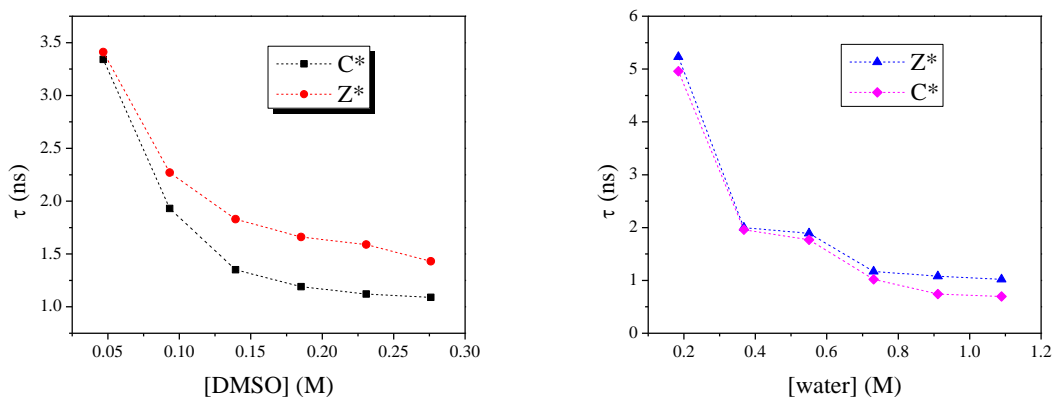 3.5
3.0
2.5
2.0
1.5
1.0
τ (ns)
C*
Z*
0.05 0.10 0.15 0.20 0.25 0.30
[DMSO] (M)
6
5
4
3
2
1
0
τ (ns)
Z*
C*
0.2 0.4 0.6 0.8 1.0 1.2
[water] (M)